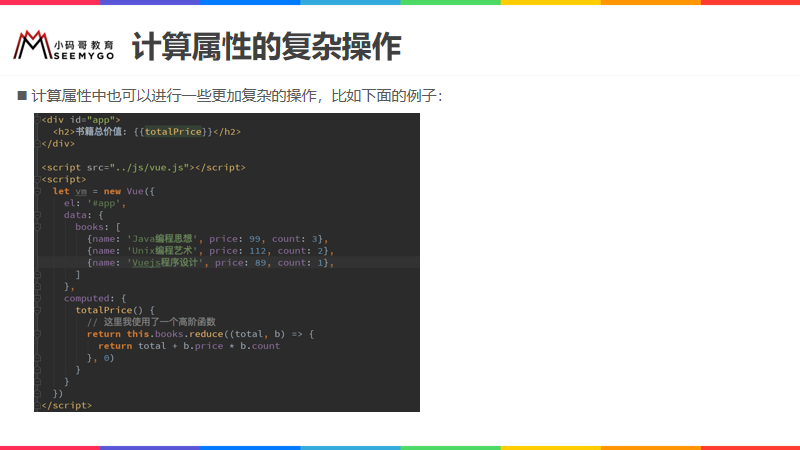 小码哥教育
SEEMYGO
计算属性的复杂操作
■ 计算属性中也可以进行一些更加复杂的操作，比如下面的例子：
<div id="app">
  <h2>书籍总价值: {{totalPrice}}</h2>
</div>

<script src="../js/vue.js"></script>
<script>
  let vm = new Vue({
    el: '#app',
    data: {
      books: [
        {name: 'Java编程思想', price: 99, count: 3},
        {name: 'Unix编程艺术', price: 112, count: 2},
        {name: 'Vuejs程序设计', price: 89, count: 1},
      ]
    },
    computed: {
      totalPrice() {
        // 这里我使用了一个高阶函数
        return this.books.reduce((total, b) => {
          return total + b.price * b.count
        }, 0)
      }
    }
  })
</script>